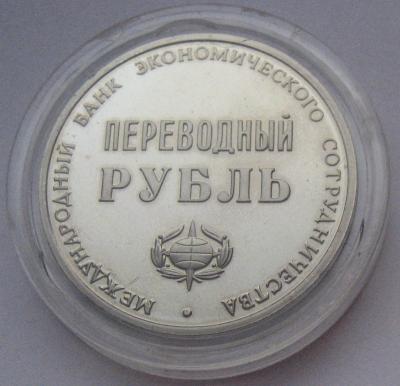 МЕЖДУНАРОДНЫЙ БАНК ЭКОНОМИЧЕСКОГО СОТРУДНИЧЕСТВА
ПЕРЕВОДНЫЙ
РУБЛЬ